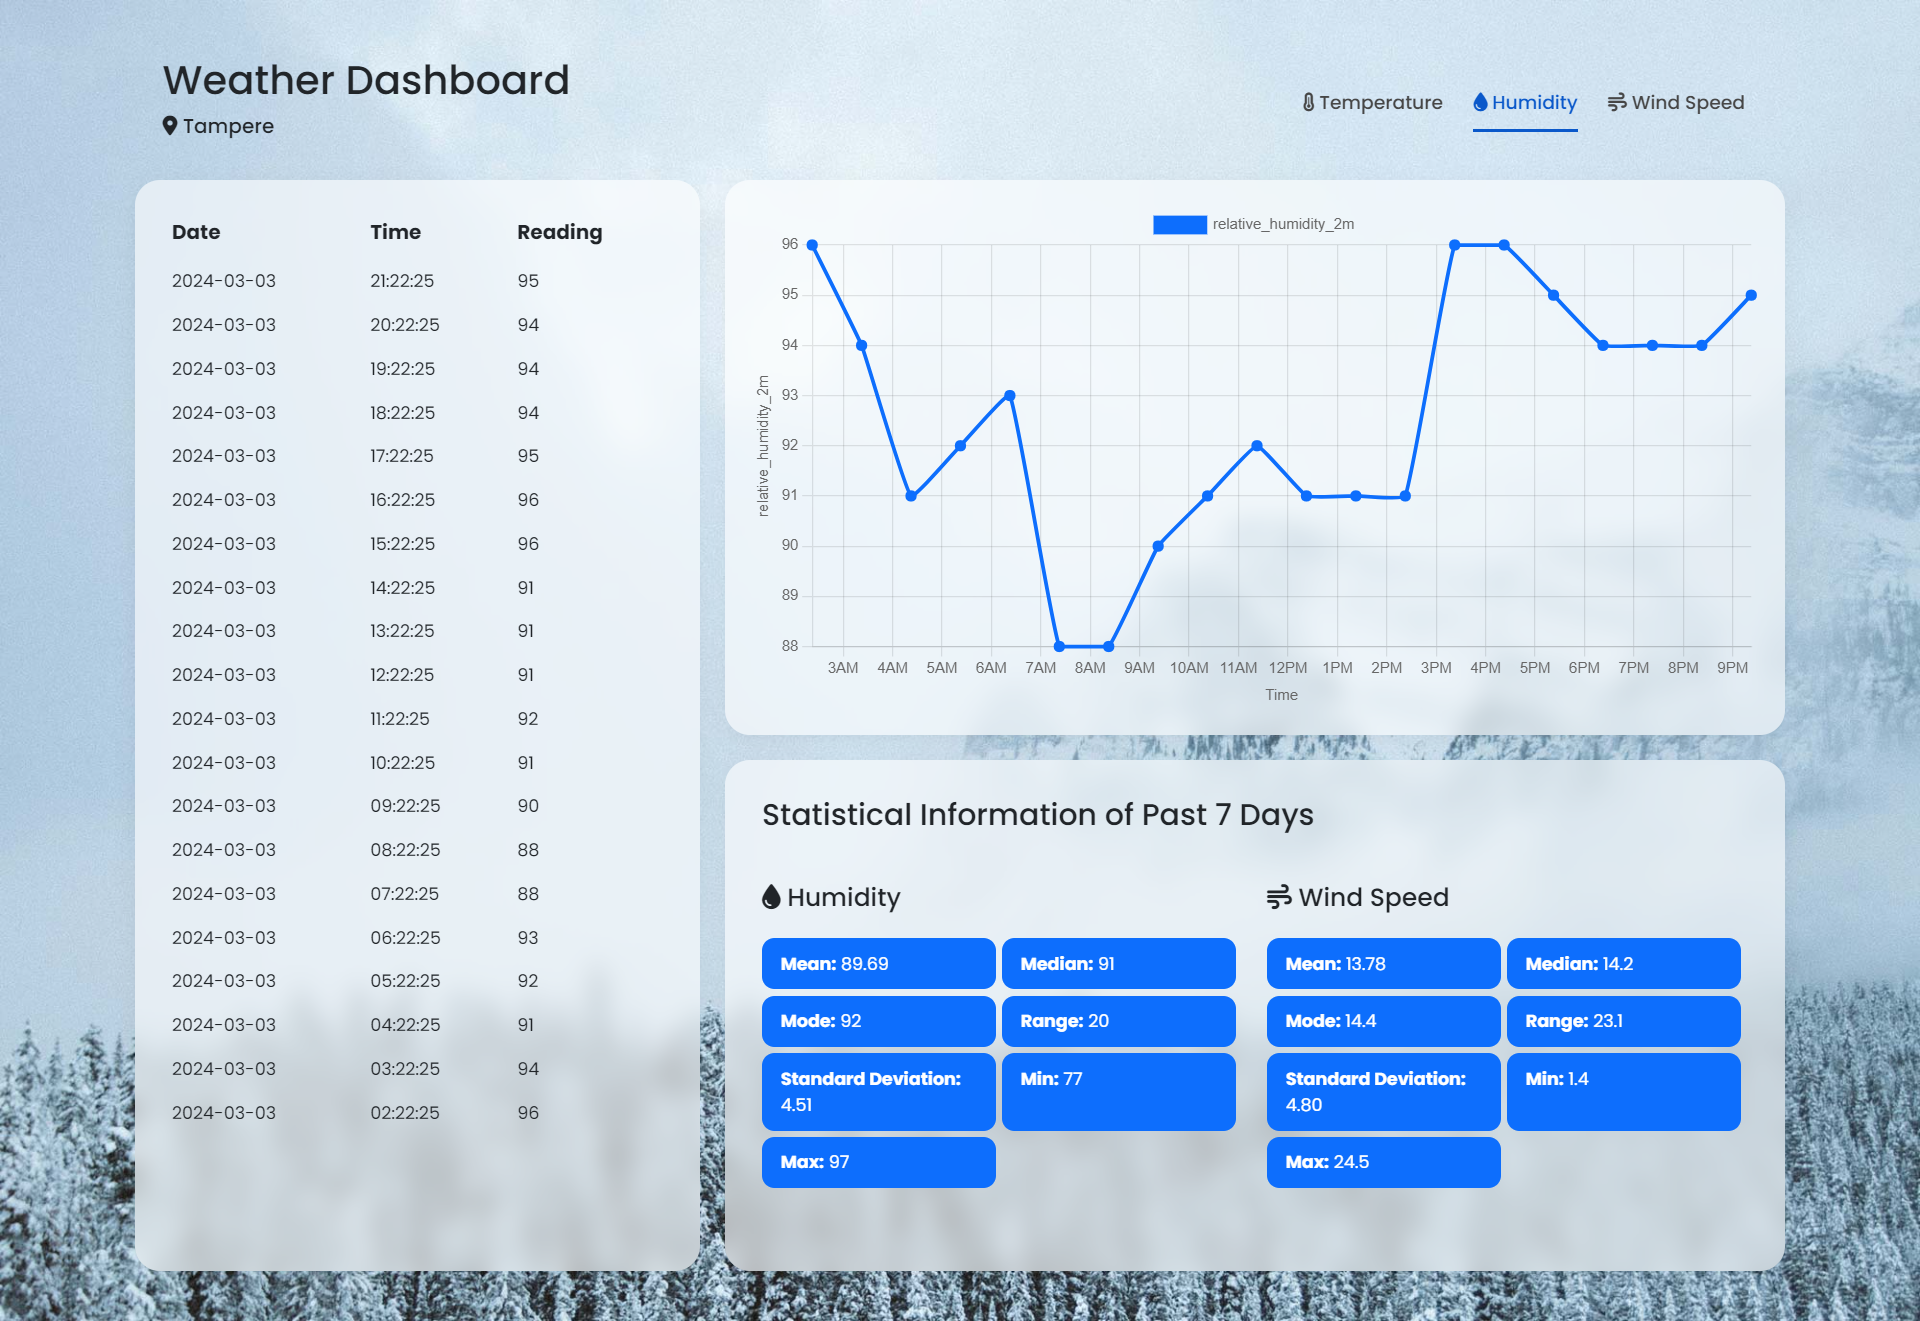 Weather Dashboard
Tampere
Temperature Humidity Wind Speed
Date Time Reading
2024-03-03 21:22:25 95
2024-03-03 20:22:25 94
2024-03-03 19:22:25 94
2024-03-03 18:22:25 94
2024-03-03 17:22:25 95
2024-03-03 16:22:25 96
2024-03-03 15:22:25 96
2024-03-03 14:22:25 91
2024-03-03 13:22:25 91
2024-03-03 12:22:25 91
2024-03-03 11:22:25 92
2024-03-03 10:22:25 91
2024-03-03 09:22:25 90
2024-03-03 08:22:25 88
2024-03-03 07:22:25 88
2024-03-03 06:22:25 93
2024-03-03 05:22:25 92
2024-03-03 04:22:25 91
2024-03-03 03:22:25 94
2024-03-03 02:22:25 96
relative_humidity_2m
96
95
94
93
92
91
90
89
88
relative_humidity_2m
3AM 4AM 5AM 6AM 7AM 8AM 9AM 10AM 11AM 12PM 1PM 2PM 3PM 4PM 5PM 6PM 7PM 8PM 9PM
Time
Statistical Information of Past 7 Days
Humidity
Mean: 89.69 Median: 91
Mode: 92 Range: 20
Standard Deviation: Min: 77
4.51
Max: 97
Wind Speed
Mean: 13.78 Median: 14.2
Mode: 14.4 Range: 23.1
Standard Deviation: Min: 1.4
4.80
Max: 24.5